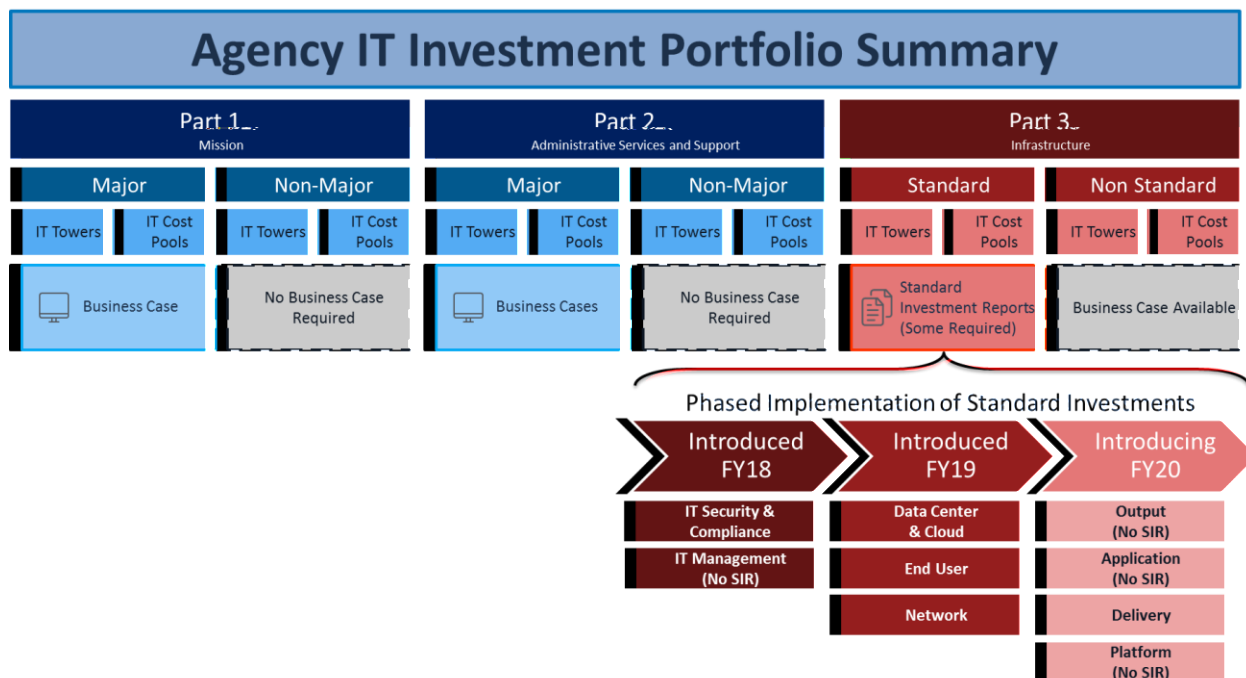 Agency IT Investment Portfolio Summary
Part 1
Mission
Part 2
Administrative Services and Support
Part 3
Infrastructure
Major
Non-Major
Major
Non-Major
Standard
Non Standard
IT Towers
IT Cost
Pools
IT Towers
IT Cost
Pools
IT Towers
IT Cost
Pools
IT Towers
IT Cost
Pools
IT Towers
IT Cost
Pools
IT Towers
IT Cost
Pools
Business Case
No Business Case
Required
Business Cases
No Business Case
Required
Standard
Investment Reports
(Some Required)
Business Case Available
Phased Implementation of Standard Investments
Introduced
FY18
Introduced
FY19
Introducing
FY20
IT Security &
Compliance
IT Management
(No SIR)
Data Center
& Cloud
End User
Network
Output
(No SIR)
Application
(No SIR)
Delivery
Platform
(No SIR)